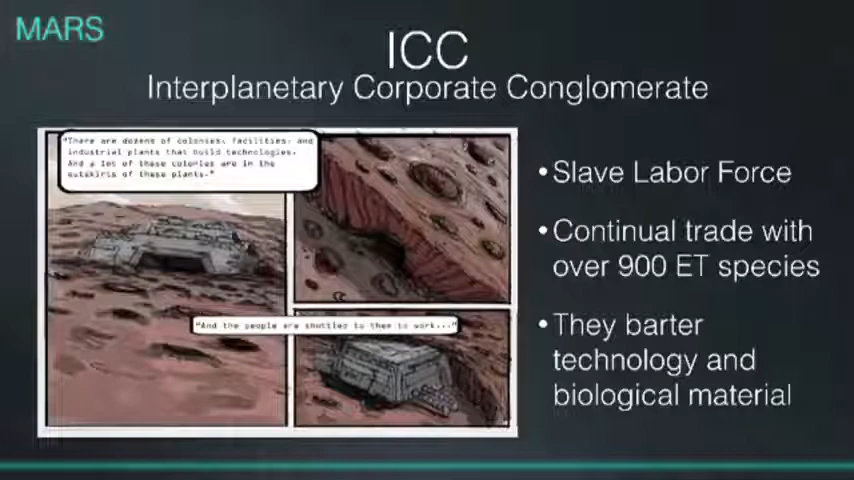 MARS
ICC
Interplanetary Corporate Conglomerate
"There are dozens of colonies, facilities, and
industrial plants that build technologies.
And a lot of these colonies are in the
outskirts of these plants."
"And the people are shuttled to them to work..."
•Slave Labor Force
•Continual trade with
over 900 ET species
•They barter
technology and
biological material